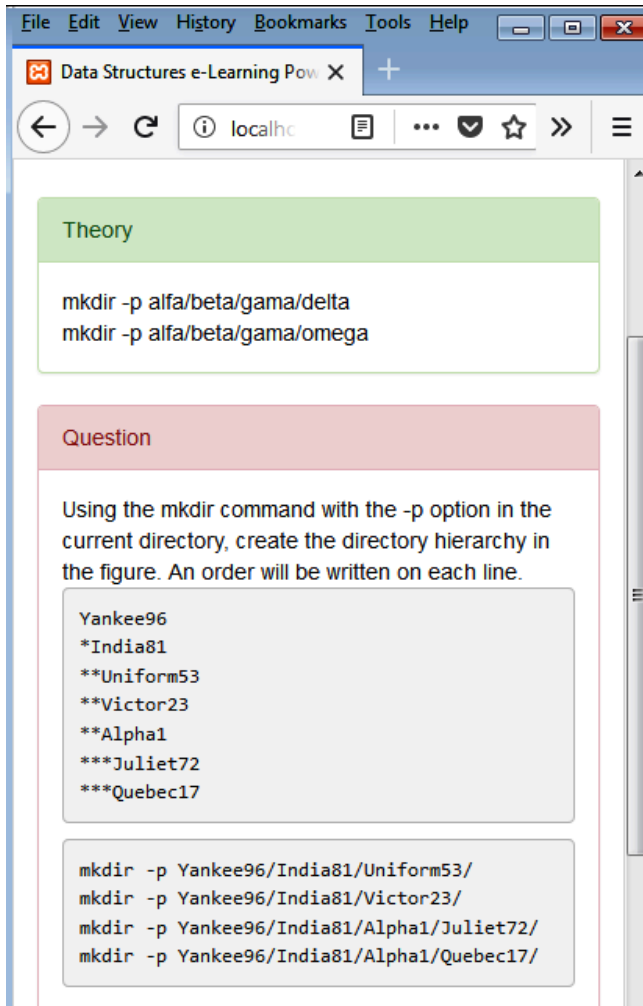 File Edit View History Bookmarks Tools Help
Data Structures e-Learning Pow
localho
Theory
mkdir -p alfa/beta/gama/delta
mkdir -p alfa/beta/gama/omega
Question
Using the mkdir command with the -p option in the
current directory, create the directory hierarchy in
the figure. An order will be written on each line.
Yankee96
*India81
**Uniform53
**Victor23
**Alpha1
***Juliet72
***Quebec17
mkdir -p Yankee96/India81/Uniform53/
mkdir -p Yankee96/India81/Victor23/
mkdir -p Yankee96/India81/Alpha1/Juliet72/
mkdir -p Yankee96/India81/Alpha1/Quebec17/